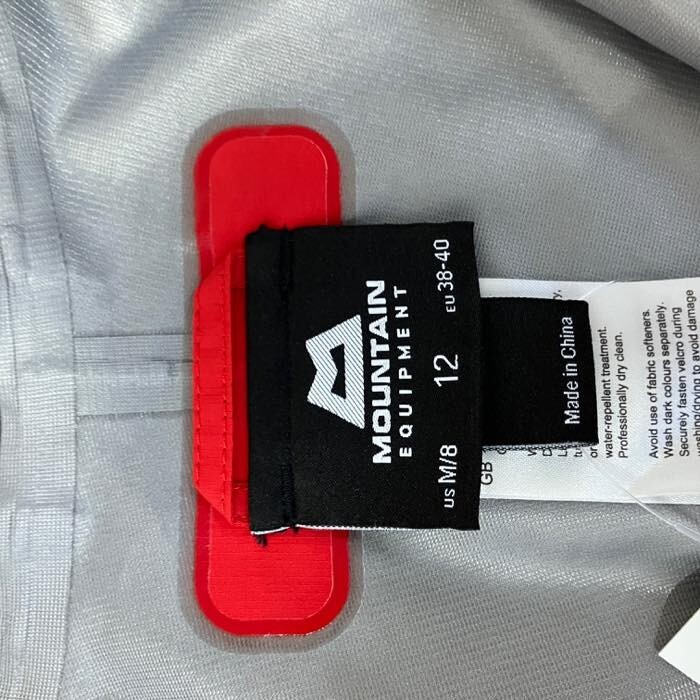 MOUNTAIN
EQUIPMENT
US M/8 12 EU 38-40
Made in China
GB
water-repellent treatment.
Professionally dry clean.
Avoid use of fabric softeners.
Wash dark colours separately.
Securely fasten velcro during
washing/drying to avoid damage